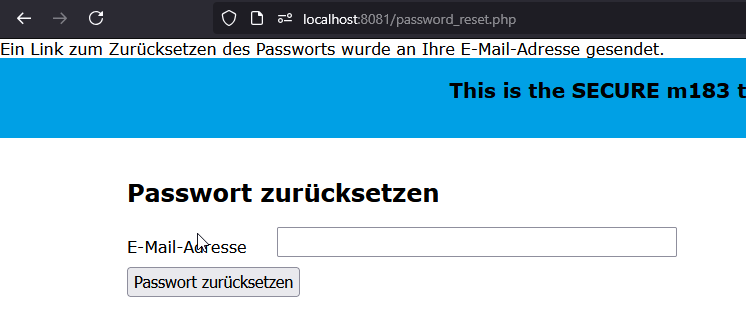 localhost:8081/password_reset.php
Ein Link zum Zurücksetzen des Passworts wurde an Ihre E-Mail-Adresse gesendet.
This is the SECURE m183 t
Passwort zurücksetzen
E-Mail-Adresse
Passwort zurücksetzen